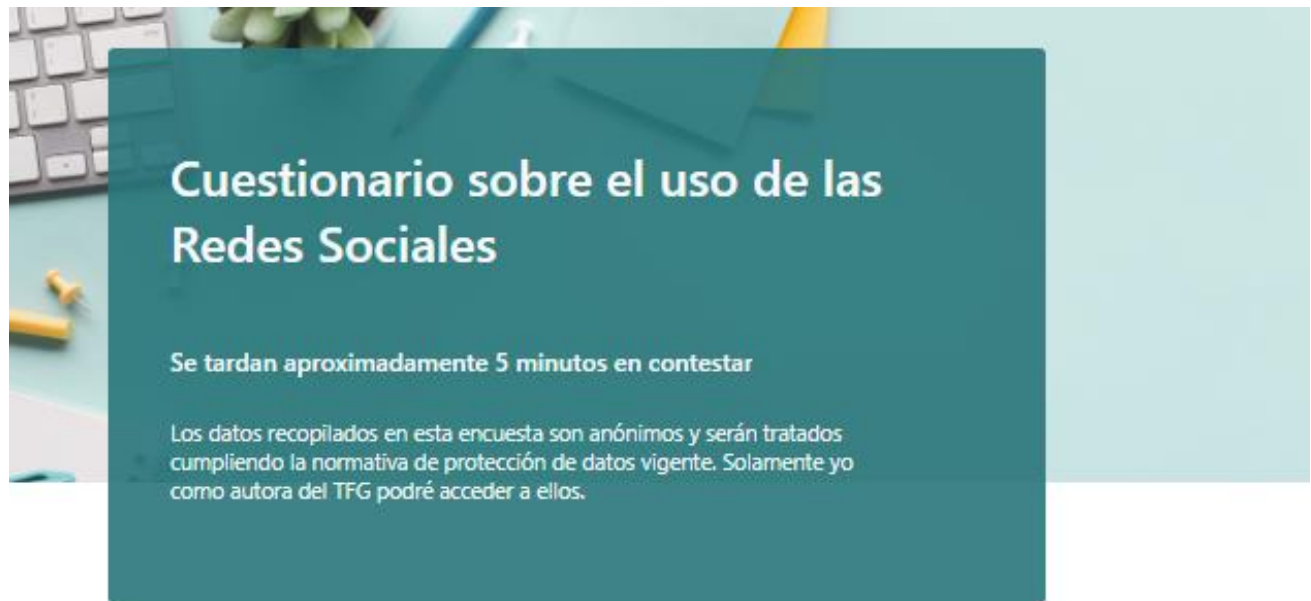 Cuestionario sobre el uso de las
Redes Sociales
Se tardan aproximadamente 5 minutos en contestar
Los datos recopilados en esta encuesta son anónimos y serán tratados
cumpliendo la normativa de protección de datos vigente. Solamente yo
como autora del TFG podré acceder a ellos.